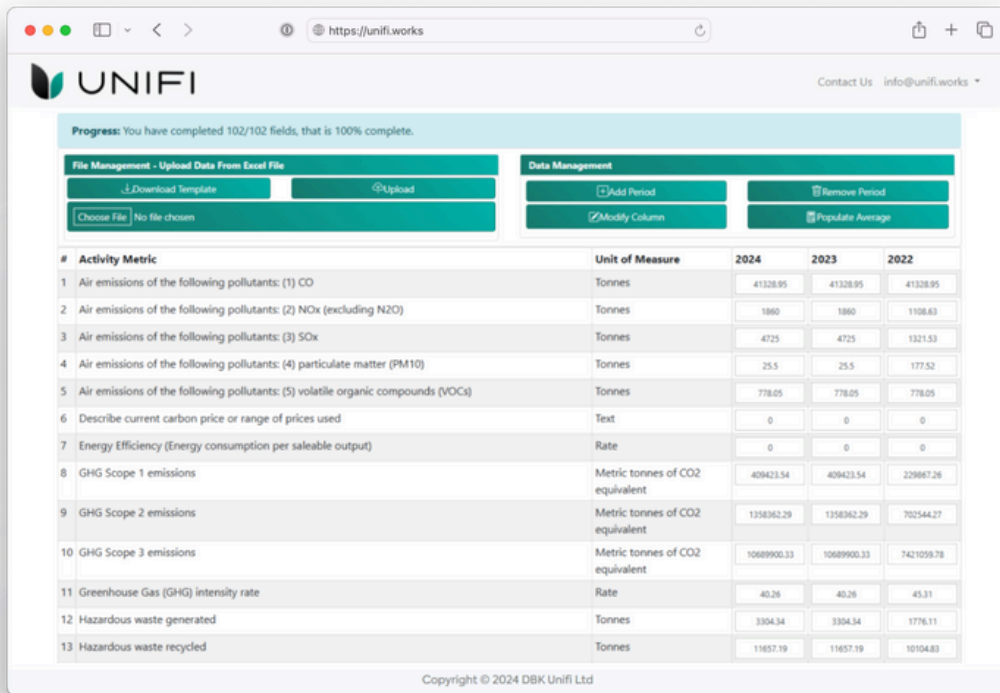 https://unifi.works
UNIFI
Contact Us info@unifi.works
Progress: You have completed 102/102 fields, that is 100% complete.
File Management - Upload Data From Excel File
Data Management
Download Template
Upload
Add Period
Remove Period
Choose File No file chosen
Modify Column
Populate Average
# Activity Metric Unit of Measure 2024 2023 2022
1 Air emissions of the following pollutants: (1) CO Tonnes 41328.95 41328.95 41328.95
2 Air emissions of the following pollutants: (2) NOx (excluding N2O) Tonnes 1860 1860 1108.63
3 Air emissions of the following pollutants: (3) SOx Tonnes 4725 4725 1321.53
4 Air emissions of the following pollutants: (4) particulate matter (PM10) Tonnes 25.5 25.5 177.52
5 Air emissions of the following pollutants: (5) volatile organic compounds (VOCs) Tonnes 778.05 778.05 778.05
6 Describe current carbon price or range of prices used Text 0 0 0
7 Energy Efficiency (Energy consumption per saleable output) Rate 0 0 0
8 GHG Scope 1 emissions Metric tonnes of CO2 409423.54 409423.54 229867.26
equivalent
9 GHG Scope 2 emissions Metric tonnes of CO2 1358362.29 1358362.29 702544.27
equivalent
10 GHG Scope 3 emissions Metric tonnes of CO2 10689900.33 10689900.33 7421059.78
equivalent
11 Greenhouse Gas (GHG) intensity rate Rate 40.26 40.26 45.31
12 Hazardous waste generated Tonnes 3304.34 3304.34 1776.11
13 Hazardous waste recycled Tonnes 11657.19 11657.19 10104.83
Copyright © 2024 DBK Unifi Ltd